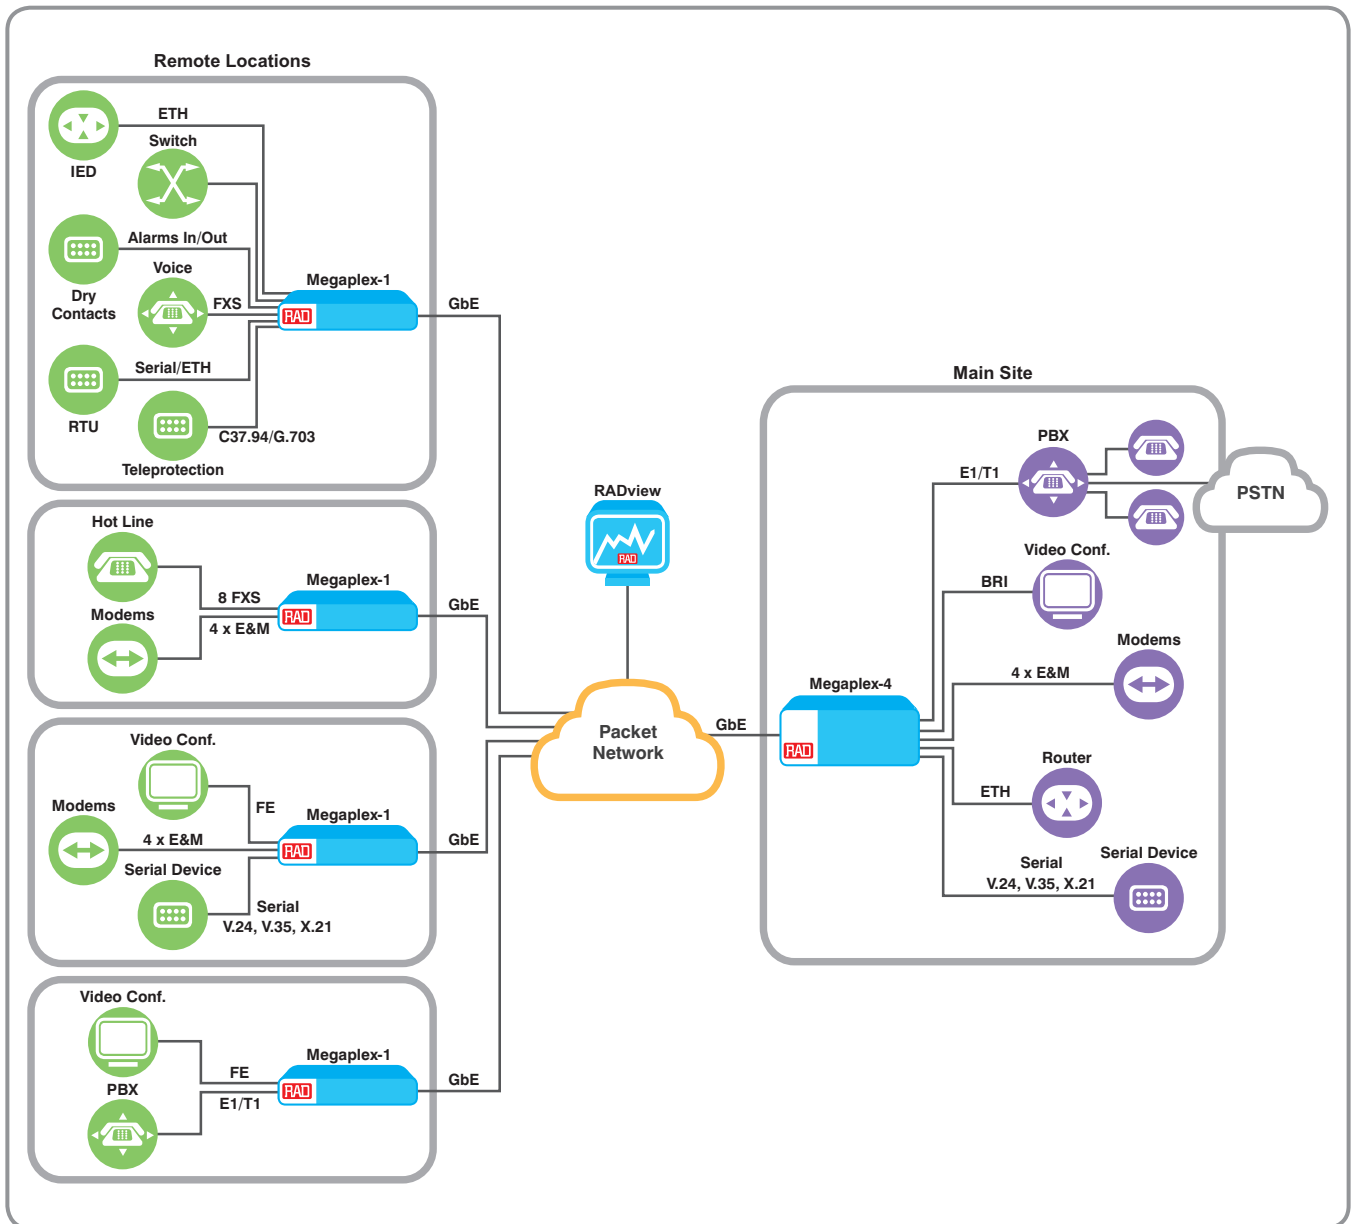 Remote Locations
ETH
Switch
IED
Alarms In/Out
Dry
Contacts
Voice
FXS
Serial/ETH
RTU
C37.94/G.703
Teleprotection
Megaplex-1
RAD
GbE
Hot Line
8 FXS
Modems
4 x E&M
Megaplex-1
RAD
GbE
Video Conf.
FE
Modems
4 x E&M
Serial Device
Serial
V.24, V.35, X.21
Megaplex-1
RAD
GbE
Video Conf.
FE
PBX
E1/T1
Megaplex-1
RAD
GbE
RADview
RAD
Packet
Network
GbE
Main Site
Megaplex-4
RAD
PBX
E1/T1
PSTN
Video Conf.
BRI
Modems
4 x E&M
Router
ETH
Serial Device
Serial
V.24, V.35, X.21